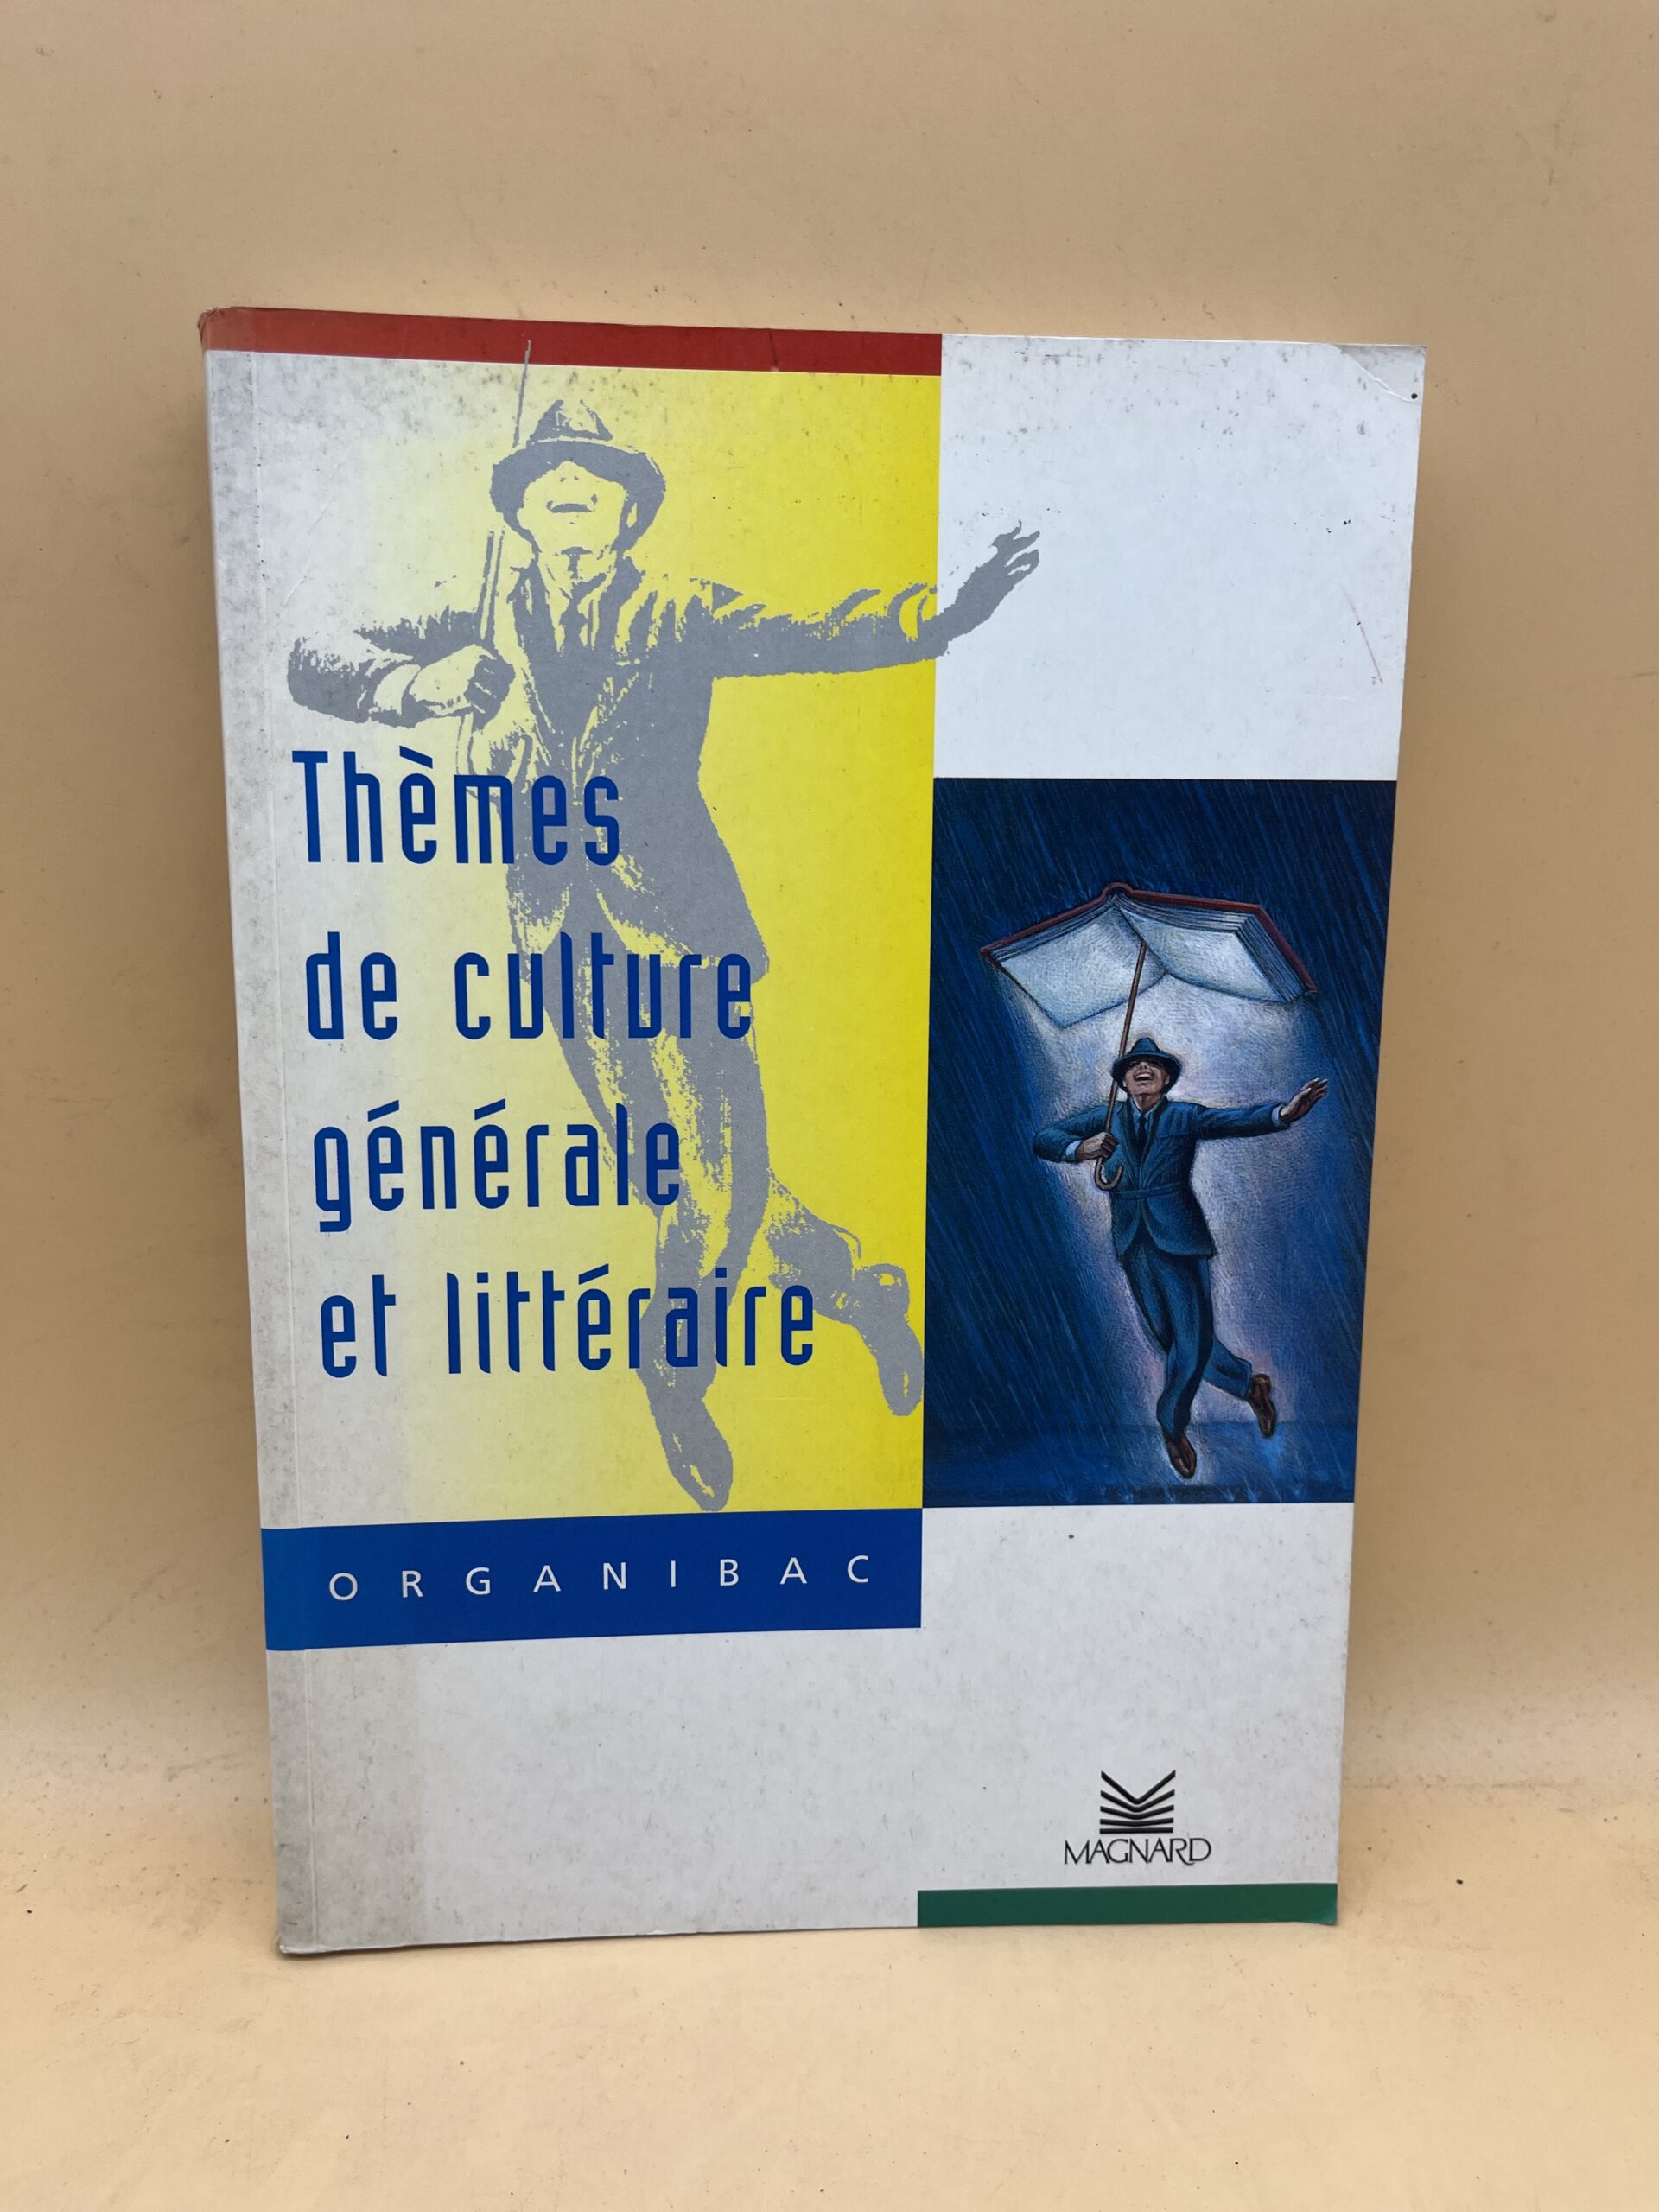 Thèmes
de culture
générale
et littéraire
ORGANIBAC
MAGNARD